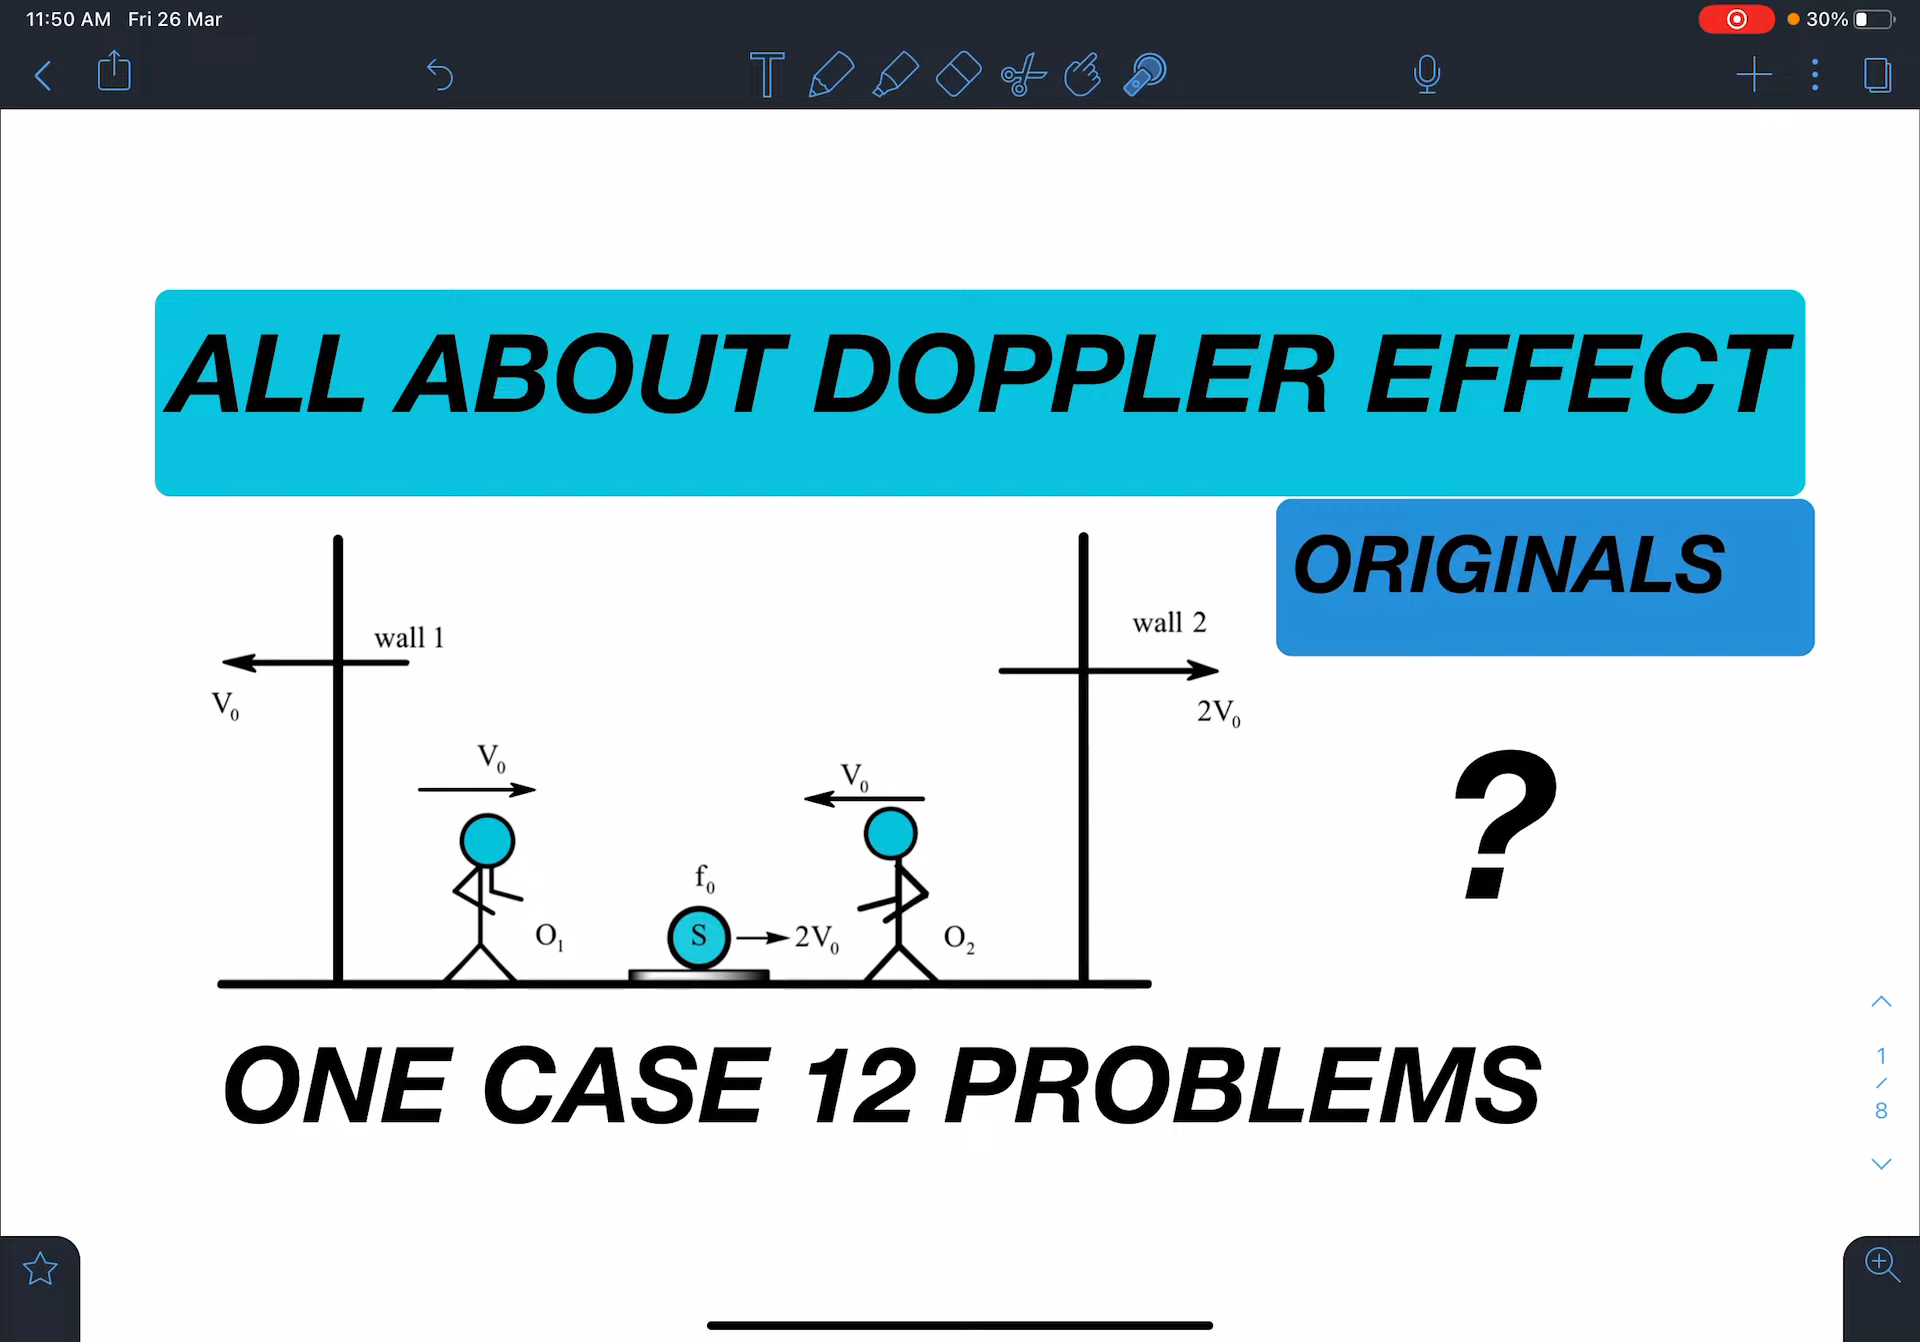 11:50 AM Fri 26 Mar
30%
T
ALL ABOUT DOPPLER EFFECT
ORIGINALS
wall 1
wall 2
V₀
2V₀
?
V₀
V₀
f₀
S
2V₀
O₁
O₂
ONE CASE 12 PROBLEMS
1
/
8